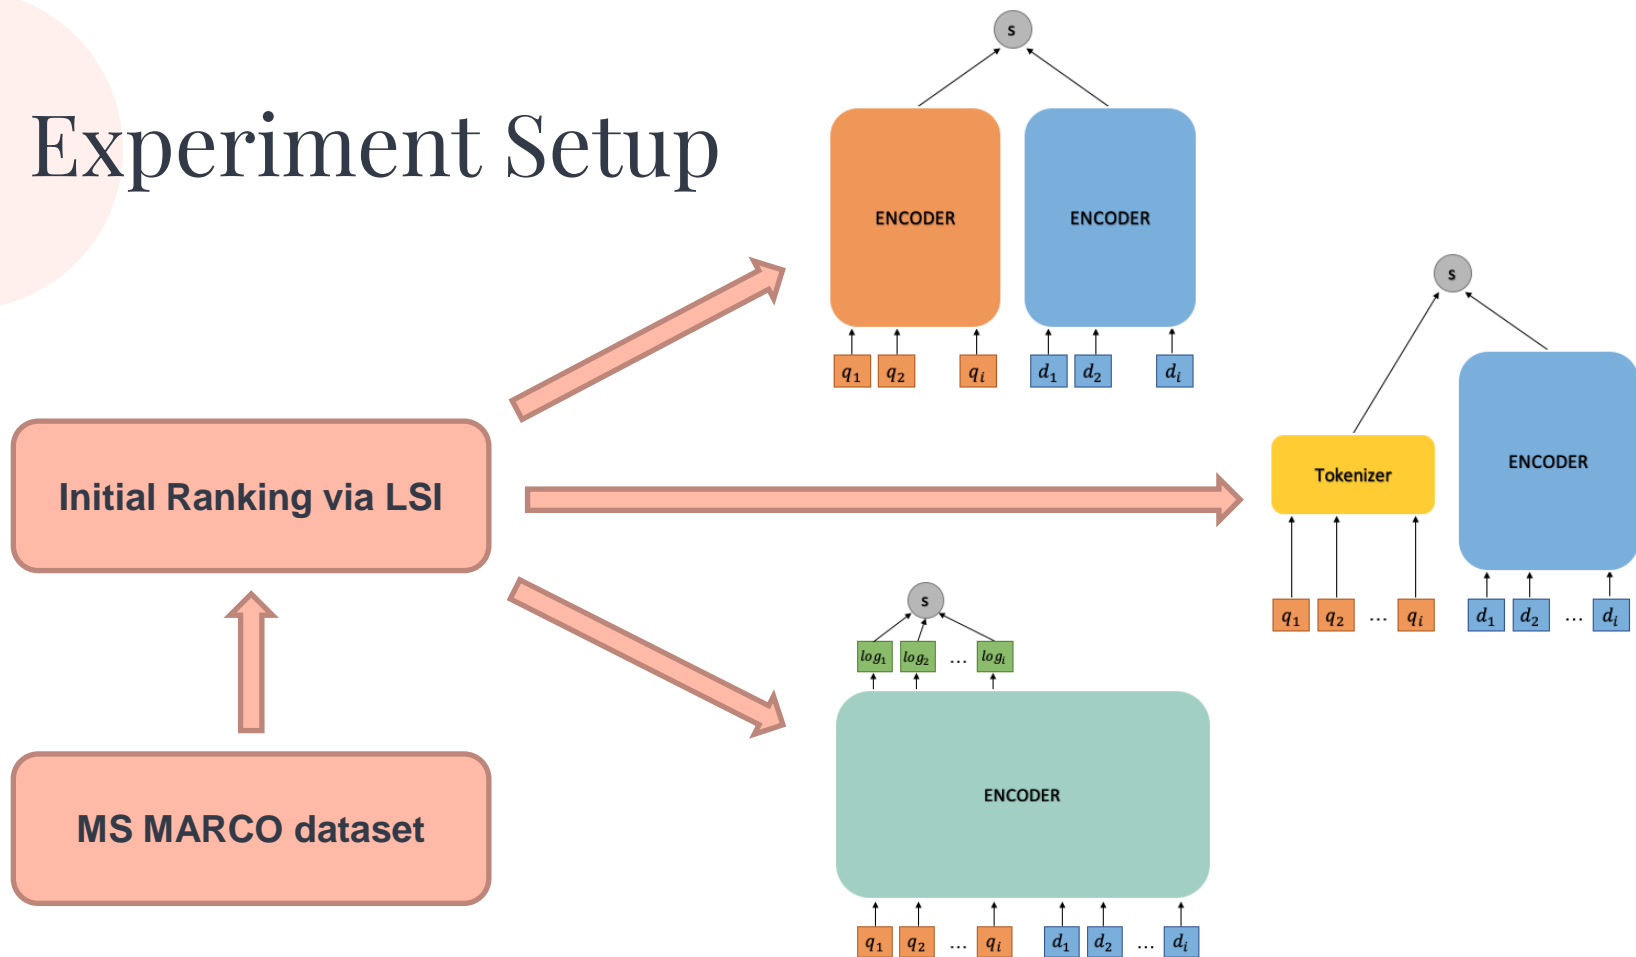 Experiment Setup
s
ENCODER ENCODER
q₁ q₂ qᵢ d₁ d₂ dᵢ
s
Tokenizer
ENCODER
q₁ q₂ ... qᵢ d₁ d₂ ... dᵢ
Initial Ranking via LSI
MS MARCO dataset
s
log₁ log₂ ... logᵢ
ENCODER
q₁ q₂ ... qᵢ d₁ d₂ ... dᵢ